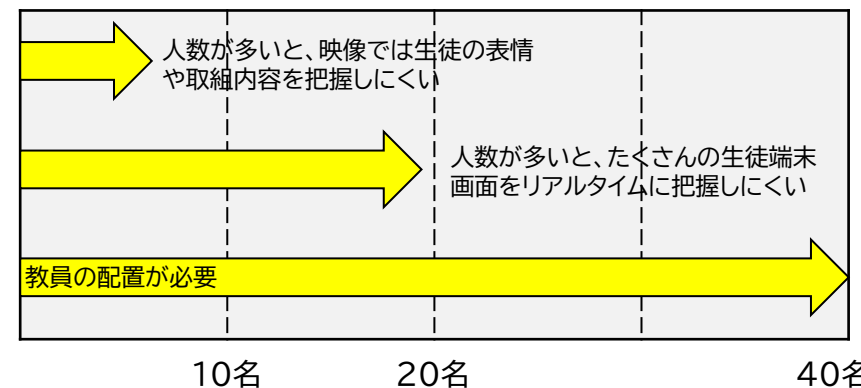 人数が多いと、映像では生徒の表情
や取組内容を把握しにくい
人数が多いと、たくさんの生徒端末
画面をリアルタイムに把握しにくい
教員の配置が必要
10名
20名
40名